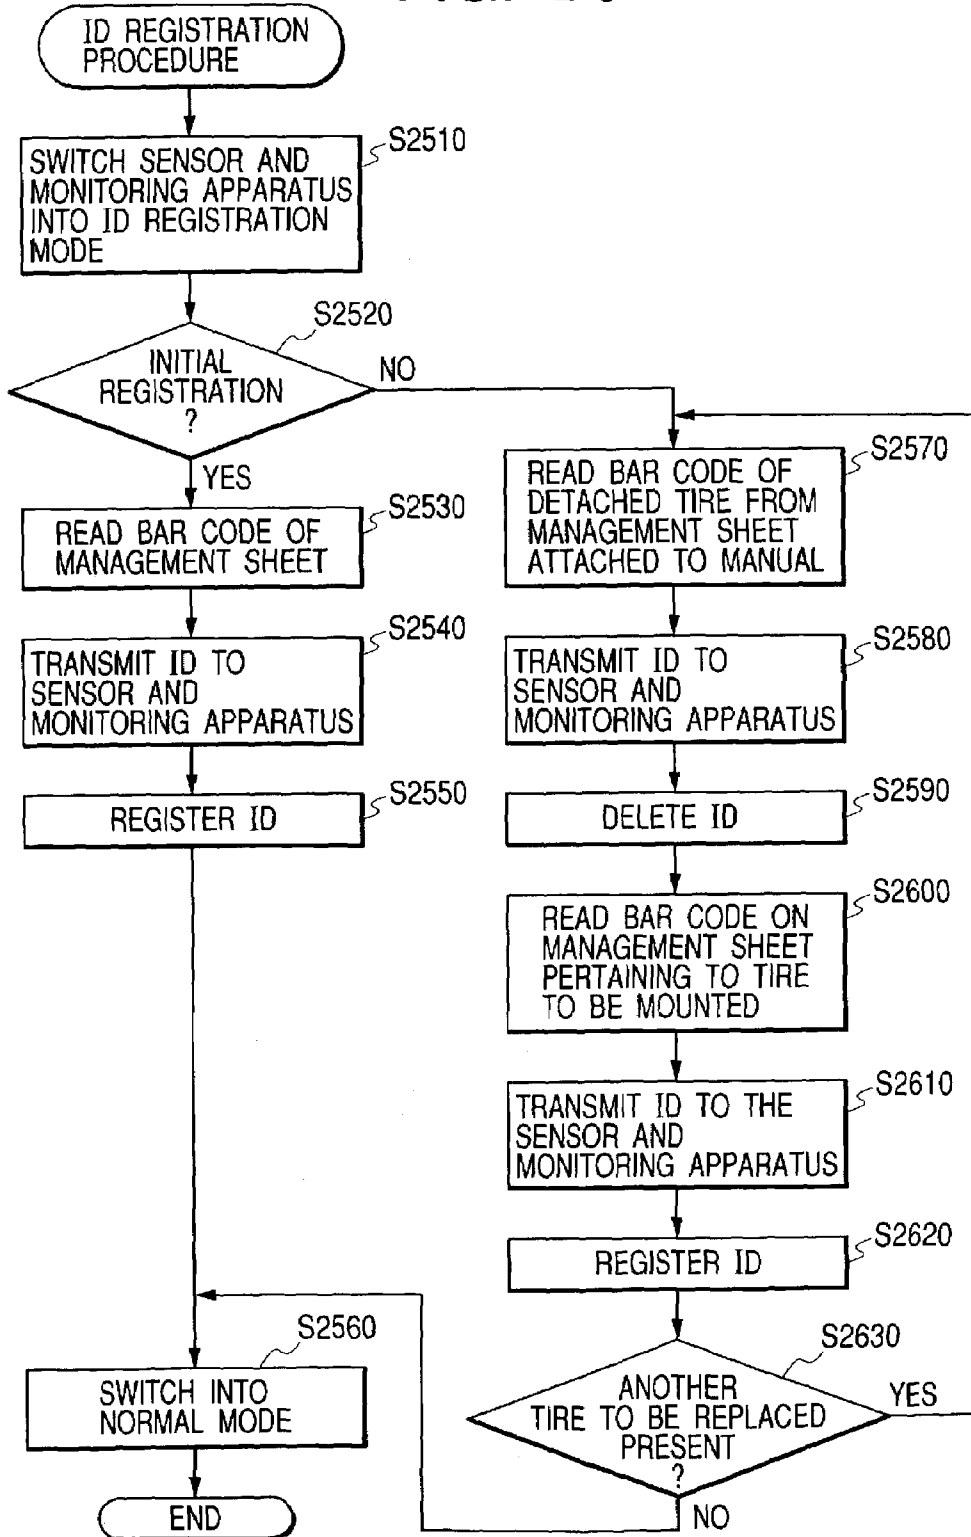 ID REGISTRATION
PROCEDURE
S2510
SWITCH SENSOR AND
MONITORING APPARATUS
INTO ID REGISTRATION
MODE
S2520
INITIAL
REGISTRATION
?
NO
YES
S2530
READ BAR CODE OF
MANAGEMENT SHEET
S2540
TRANSMIT ID TO
SENSOR AND
MONITORING APPARATUS
S2550
REGISTER ID
S2570
READ BAR CODE OF
DETACHED TIRE FROM
MANAGEMENT SHEET
ATTACHED TO MANUAL
S2580
TRANSMIT ID TO
SENSOR AND
MONITORING APPARATUS
S2590
DELETE ID
S2600
READ BAR CODE ON
MANAGEMENT SHEET
PERTAINING TO TIRE
TO BE MOUNTED
S2610
TRANSMIT ID TO THE
SENSOR AND
MONITORING APPARATUS
S2620
REGISTER ID
S2630
ANOTHER
TIRE TO BE REPLACED
PRESENT
?
YES
NO
S2560
SWITCH INTO
NORMAL MODE
END